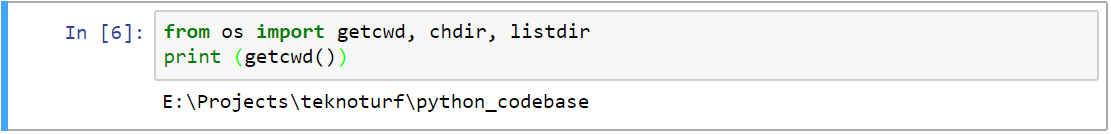 In [6]: from os import getcwd, chdir, listdir
print (getcwd())
E:\Projects\teknoturf\python_codebase